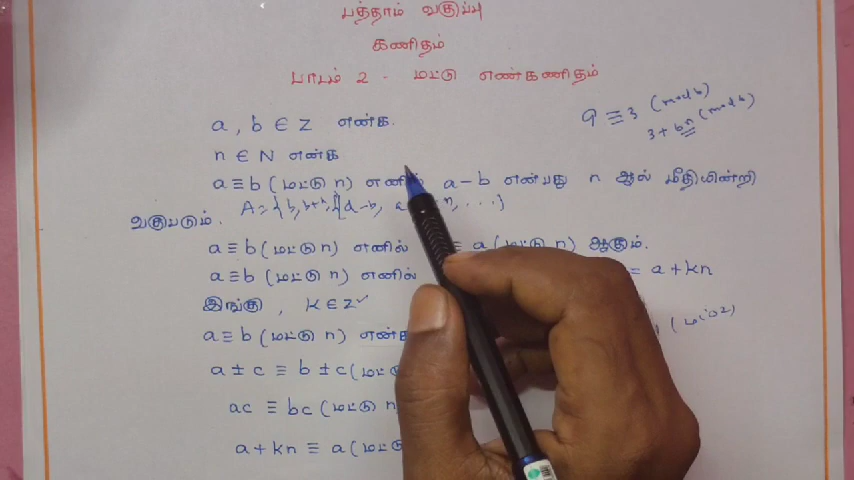 பத்தாம் வகுப்பு
கணிதம்
பாடம் 2 - மட்டு எண்கணிதம்
a, b ∈ Z என்க.
n ∈ N என்க
9 ≡ 3 (mod 6)
3 + 6n (mod 6)
a ≡ b (மட்டு n) எனில் a - b என்பது n ஆல் மீதியின்றி
வகுபடும்.
a ≡ b (மட்டு n) எனில் ≡ a (மட்டு n) ஆகும்.
a ≡ b (மட்டு n) எனில் = a + kn
இங்கு, K ∈ Z ✓
a ≡ b (மட்டு n) என்க
a ± c ≡ b ± c (மட்
ac ≡ bc (மட்டு n)
a + kn ≡ a (மட்டு